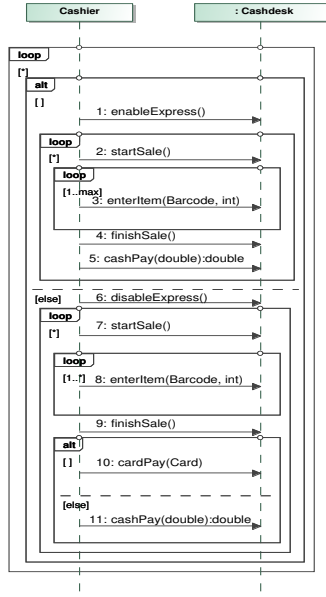 Cashier
: Cashdesk
loop
[*]
alt
[ ]
1: enableExpress()
loop
2: startSale()
[*]
loop
[1..max]
3: enterItem(Barcode, int)
4: finishSale()
5: cashPay(double):double
[else]
6: disableExpress()
loop
7: startSale()
[*]
loop
[1..*]
8: enterItem(Barcode, int)
9: finishSale()
alt
[ ]
10: cardPay(Card)
[else]
11: cashPay(double):double